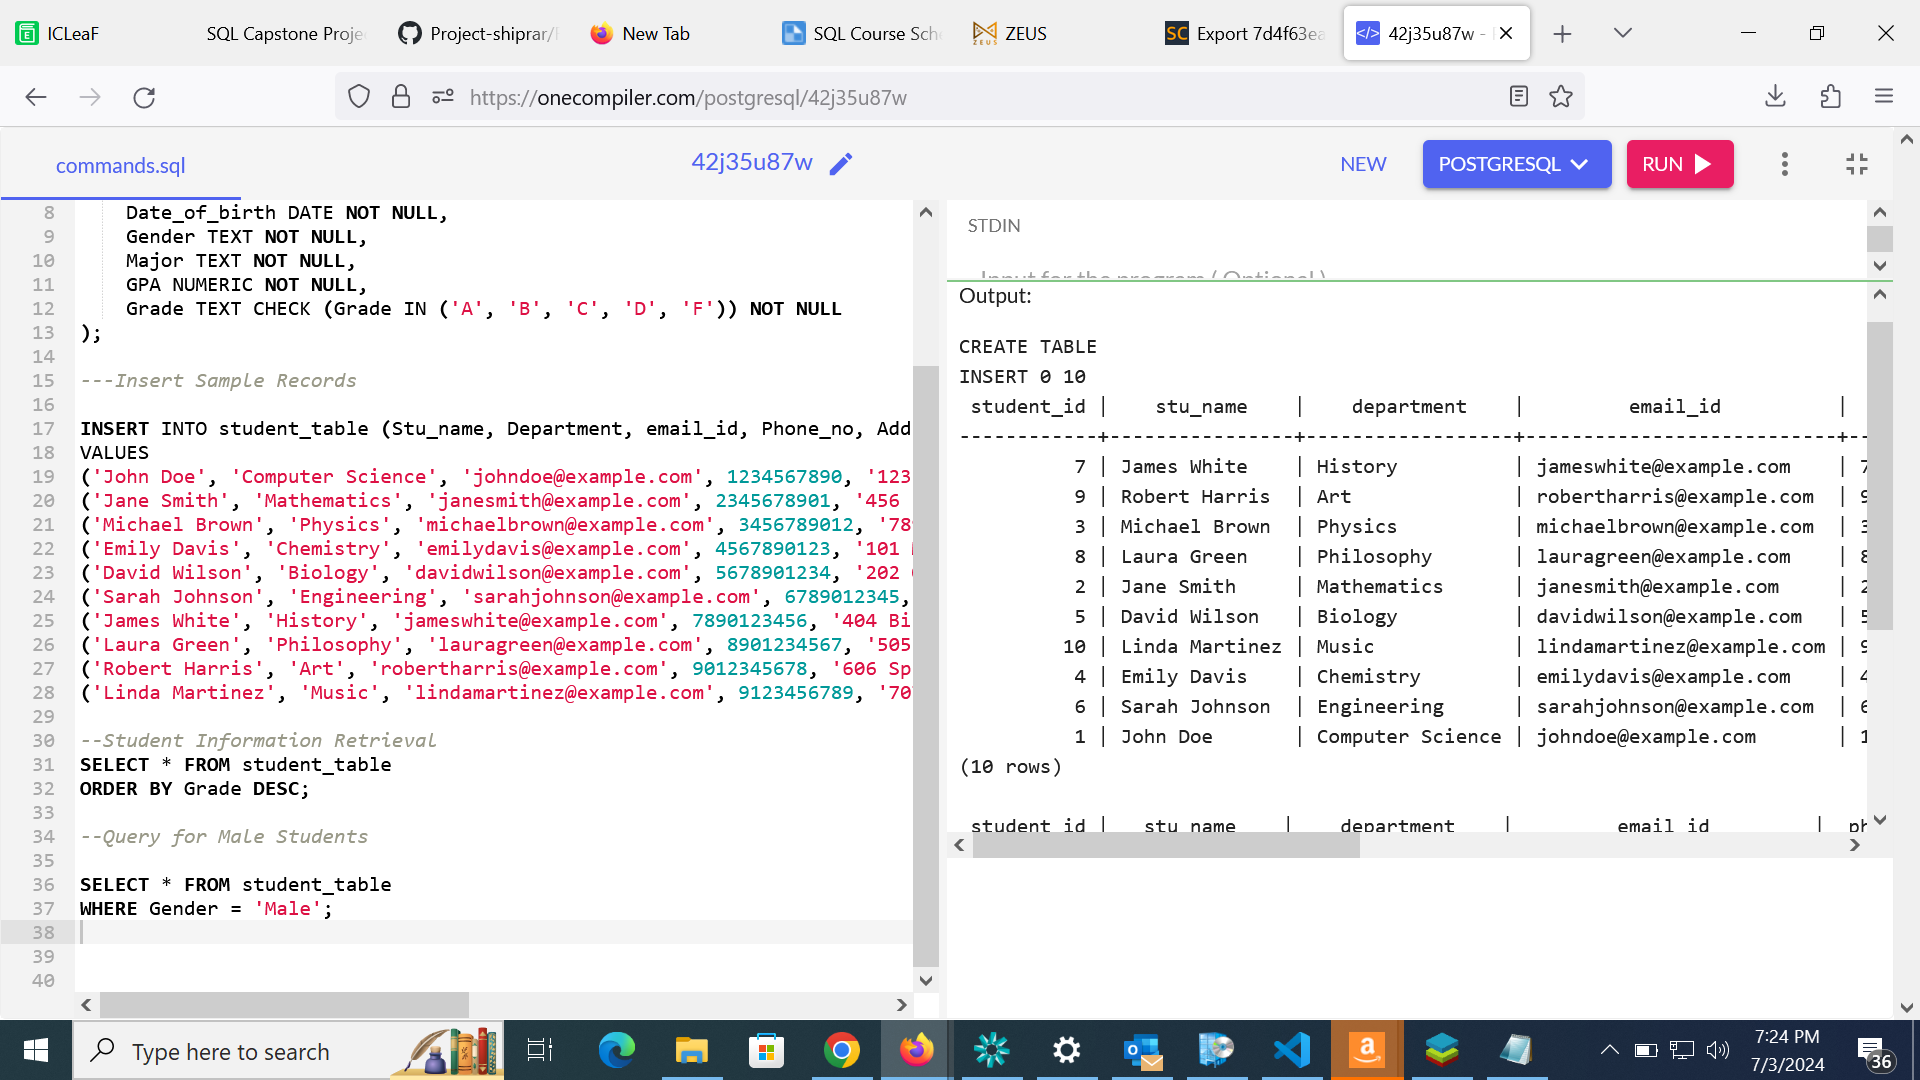 ICLeaF
SQL Capstone Proje
Project-shiprar/
New Tab
SQL Course Sch
ZEUS
SC Export 7d4f63ea
42j35u87w -
https://onecompiler.com/postgresql/42j35u87w
commands.sql
42j35u87w
NEW
POSTGRESQL
RUN
8 Date_of_birth DATE NOT NULL,
9 Gender TEXT NOT NULL,
10 Major TEXT NOT NULL,
11 GPA NUMERIC NOT NULL,
12 Grade TEXT CHECK (Grade IN ('A', 'B', 'C', 'D', 'F')) NOT NULL
13 );
14
15 ---Insert Sample Records
16
17 INSERT INTO student_table (Stu_name, Department, email_id, Phone_no, Add
18 VALUES
19 ('John Doe', 'Computer Science', 'johndoe@example.com', 1234567890, '123
20 ('Jane Smith', 'Mathematics', 'janesmith@example.com', 2345678901, '456
21 ('Michael Brown', 'Physics', 'michaelbrown@example.com', 3456789012, '789
22 ('Emily Davis', 'Chemistry', 'emilydavis@example.com', 4567890123, '101
23 ('David Wilson', 'Biology', 'davidwilson@example.com', 5678901234, '202
24 ('Sarah Johnson', 'Engineering', 'sarahjohnson@example.com', 6789012345,
25 ('James White', 'History', 'jameswhite@example.com', 7890123456, '404 Bi
26 ('Laura Green', 'Philosophy', 'lauragreen@example.com', 8901234567, '505
27 ('Robert Harris', 'Art', 'robertharris@example.com', 9012345678, '606 Sp
28 ('Linda Martinez', 'Music', 'lindamartinez@example.com', 9123456789, '707
29
30 --Student Information Retrieval
31 SELECT * FROM student_table
32 ORDER BY Grade DESC;
33
34 --Query for Male Students
35
36 SELECT * FROM student_table
37 WHERE Gender = 'Male';
38
39
40
STDIN
Input for the program ( Optional )
Output:
CREATE TABLE
INSERT 0 10
student_id | stu_name | department | email_id |
------------+----------------+------------------+---------------------------+--
7 | James White | History | jameswhite@example.com | 7
9 | Robert Harris | Art | robertharris@example.com | 9
3 | Michael Brown | Physics | michaelbrown@example.com | 3
8 | Laura Green | Philosophy | lauragreen@example.com | 8
2 | Jane Smith | Mathematics | janesmith@example.com | 2
5 | David Wilson | Biology | davidwilson@example.com | 5
10 | Linda Martinez | Music | lindamartinez@example.com | 9
4 | Emily Davis | Chemistry | emilydavis@example.com | 4
6 | Sarah Johnson | Engineering | sarahjohnson@example.com | 6
1 | John Doe | Computer Science | johndoe@example.com | 1
(10 rows)
student_id | stu_name | department | email_id | ph
Type here to search
7:24 PM
7/3/2024
36